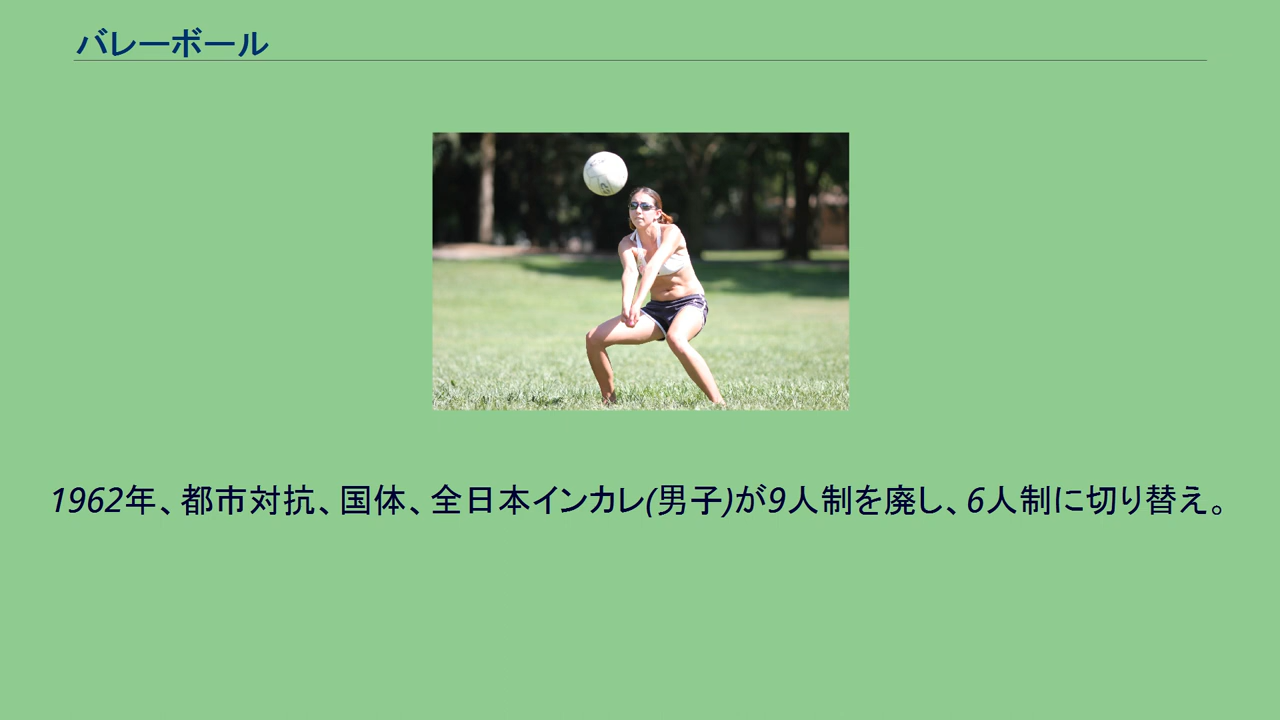 バレーボール
1962年、都市対抗、国体、全日本インカレ(男子)が9人制を廃し、6人制に切り替え。